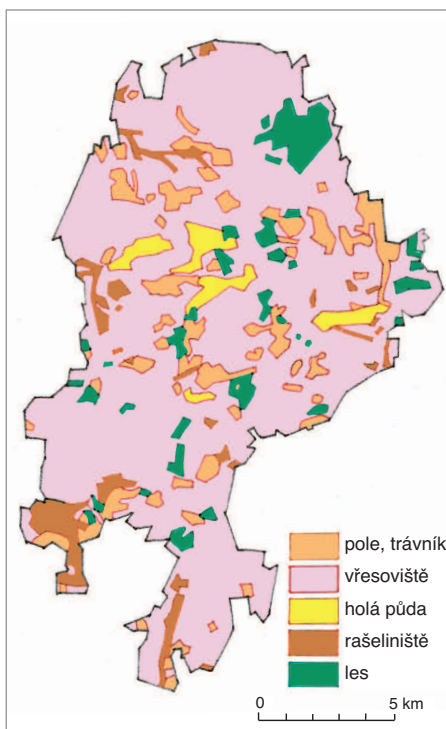 pole, trávník
vřesoviště
holá půda
rašeliniště
les
0 5 km